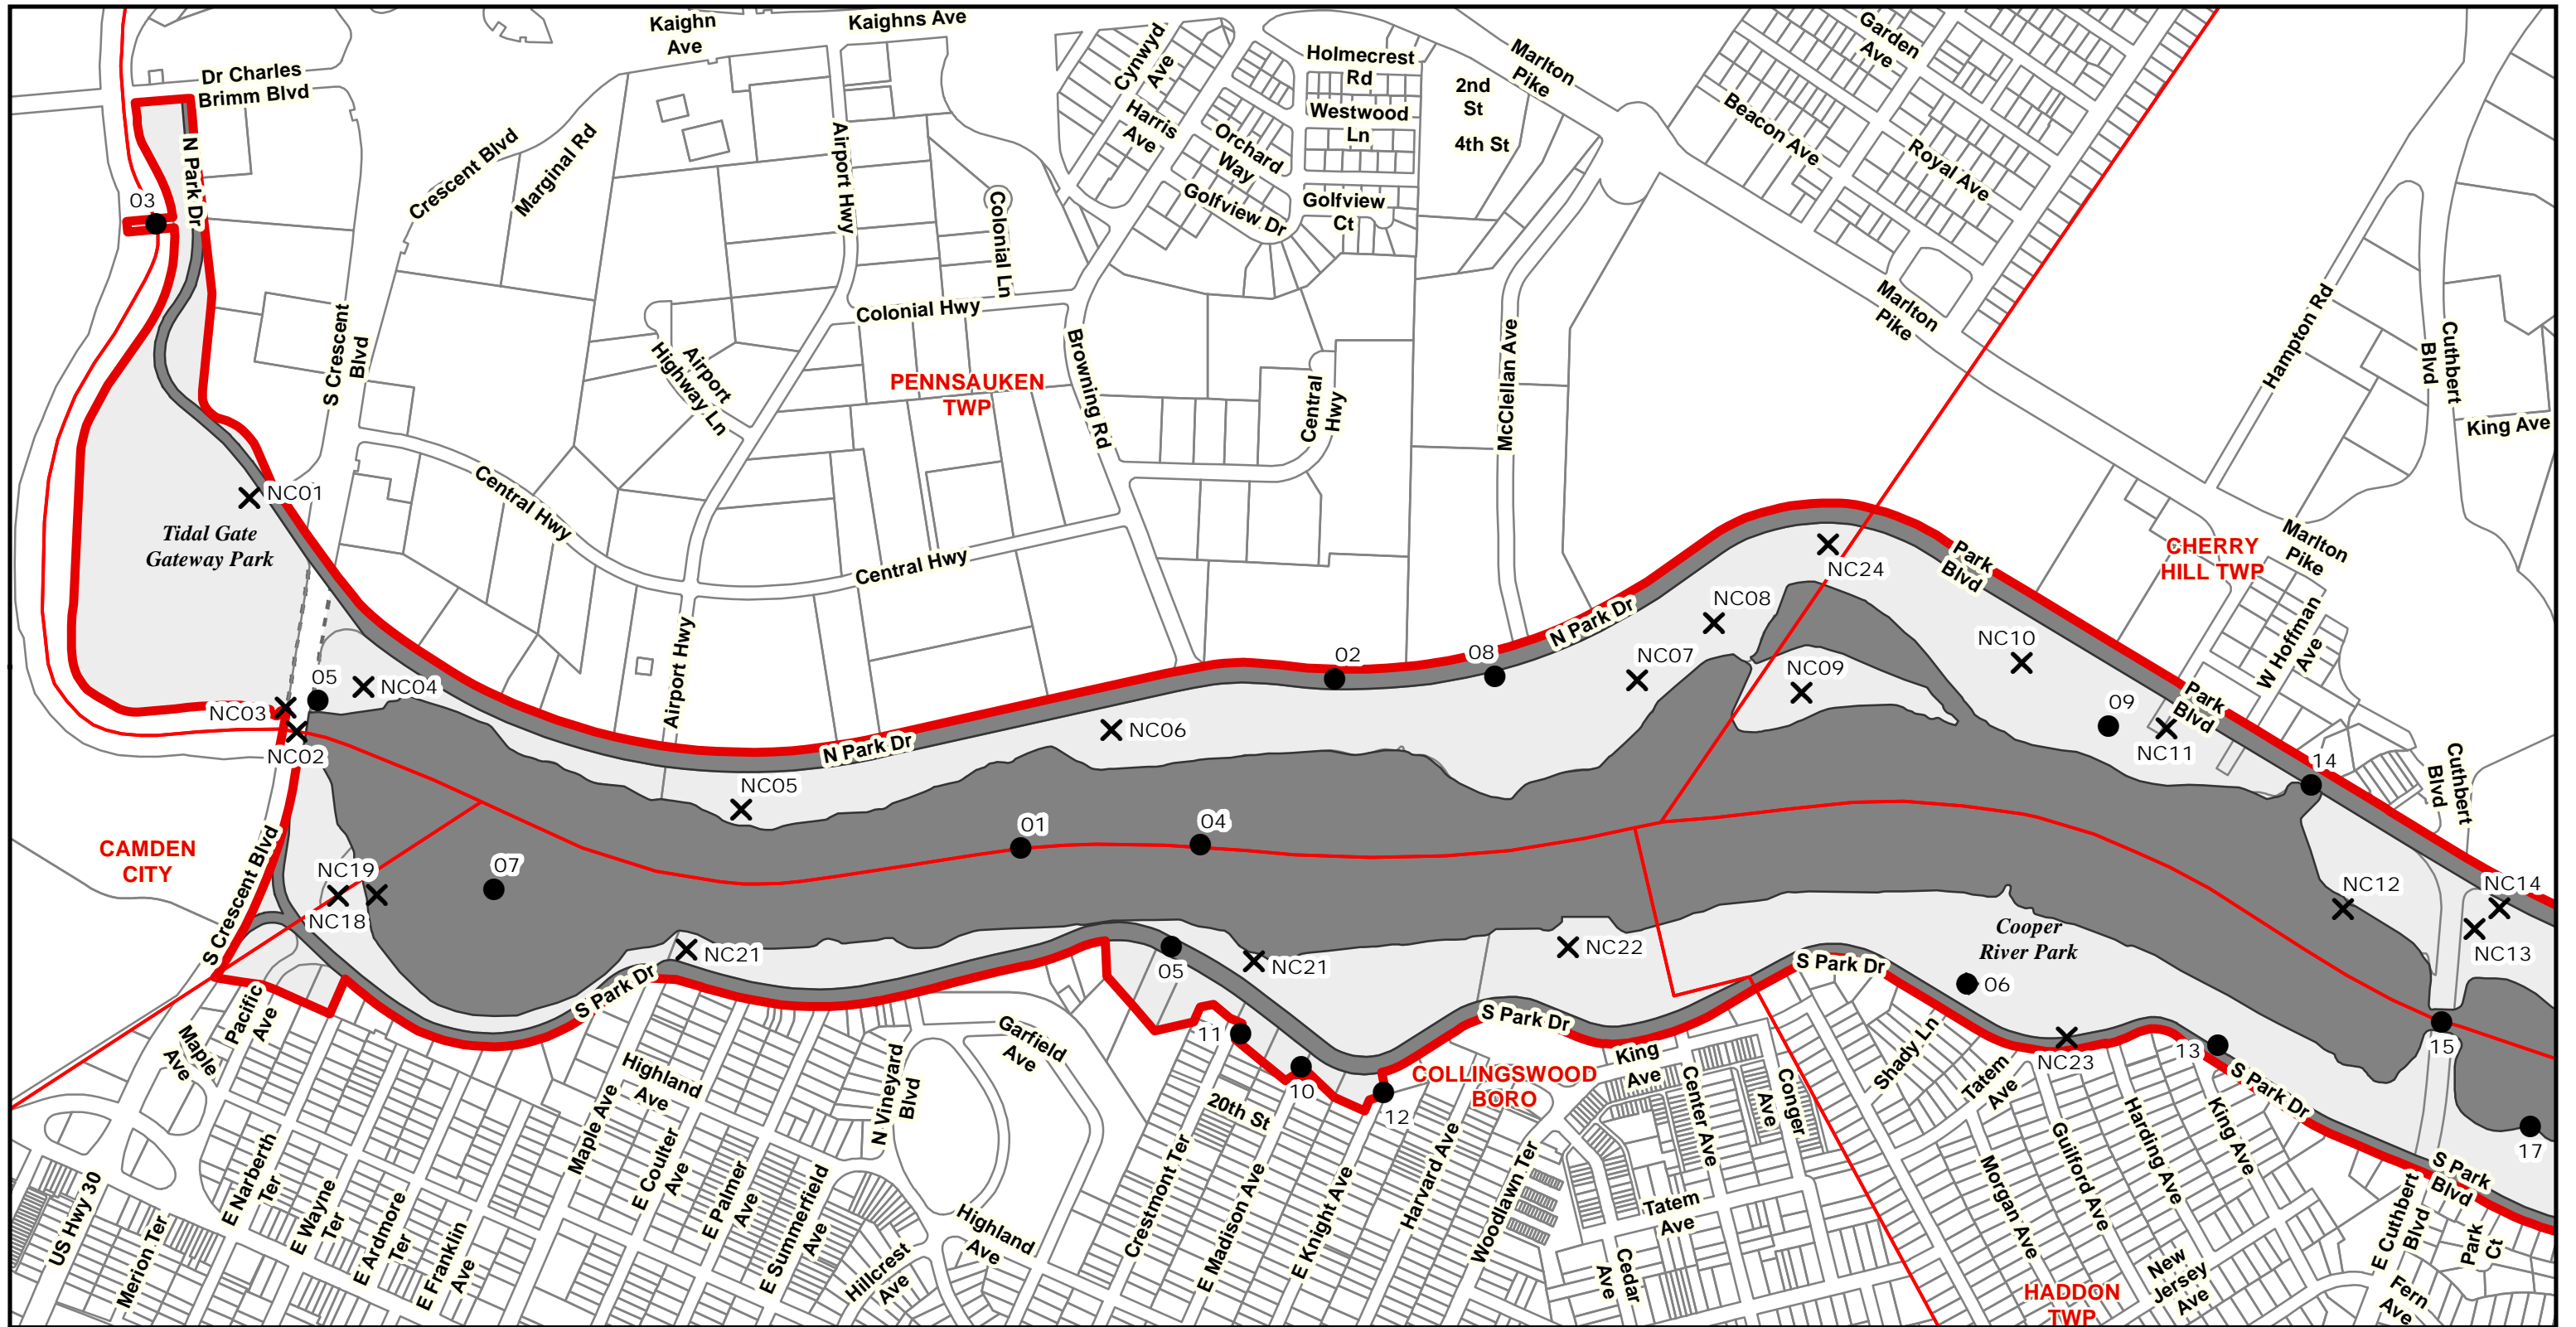 Kaighn
Ave
Kaighns Ave
Dr Charles
Brimm Blvd
N Park Dr
03
Crescent Blvd
Marginal Rd
Airport Hwy
Colonial Ln
Cynwyd
Ave
Harris
Ave
Orchard
Way
Golfview Dr
Holmecrest
Rd
Westwood
Ln
Golfview
Ct
2nd
St
4th St
Marlton
Pike
Garden
Ave
Beacon Ave
Royal Ave
Marlton
Pike
Hampton Rd
Cuthbert
Blvd
King Ave
S Crescent
Blvd
Airport
Highway Ln
Colonial Hwy
PENNSAUKEN
TWP
Browning Rd
Central
Hwy
McClellan Ave
NC01
Tidal Gate
Gateway Park
Central Hwy
Central Hwy
Airport Hwy
N Park Dr
N Park Dr
Park
Blvd
CHERRY
HILL TWP
Marlton
Pike
W Hoffman
Ave
Park
Blvd
NC24
NC08
NC07
NC09
NC10
09
NC11
14
02
08
05
NC04
NC03
NC02
NC05
NC06
01
04
07
CAMDEN
CITY
S Crescent Blvd
NC19
NC18
NC21
NC21
NC22
05
Cooper
River Park
06
NC12
NC14
NC13
Cuthbert
Blvd
15
17
S Park Dr
S Park Dr
S Park Dr
S Park Dr
S Park
Blvd
NC23
13
11
10
12
COLLINGSWOOD
BORO
Maple
Ave
Pacific
Ave
US Hwy 30
Merion Ter
E Narberth
Ter
E Wayne
Ter
E Ardmore
Ter
E Franklin
Ave
Maple Ave
Highland
Ave
E Coulter
Ave
E Palmer
Ave
E Summerfield
Ave
N Vineyard
Blvd
Hillcrest
Ave
Garfield
Ave
Highland
Ave
Crestmont Ter
20th St
E Madison Ave
E Knight Ave
Harvard Ave
Woodlawn Ter
King
Ave
Center Ave
Conger
Ave
Tatem
Ave
Cedar
Ave
Shady Ln
Tatem
Ave
Morgan Ave
Guilford Ave
Harding Ave
King Ave
New
Jersey
Ave
HADDON
TWP
E Cuthbert
Blvd
Park
Ct
Fern
Ave